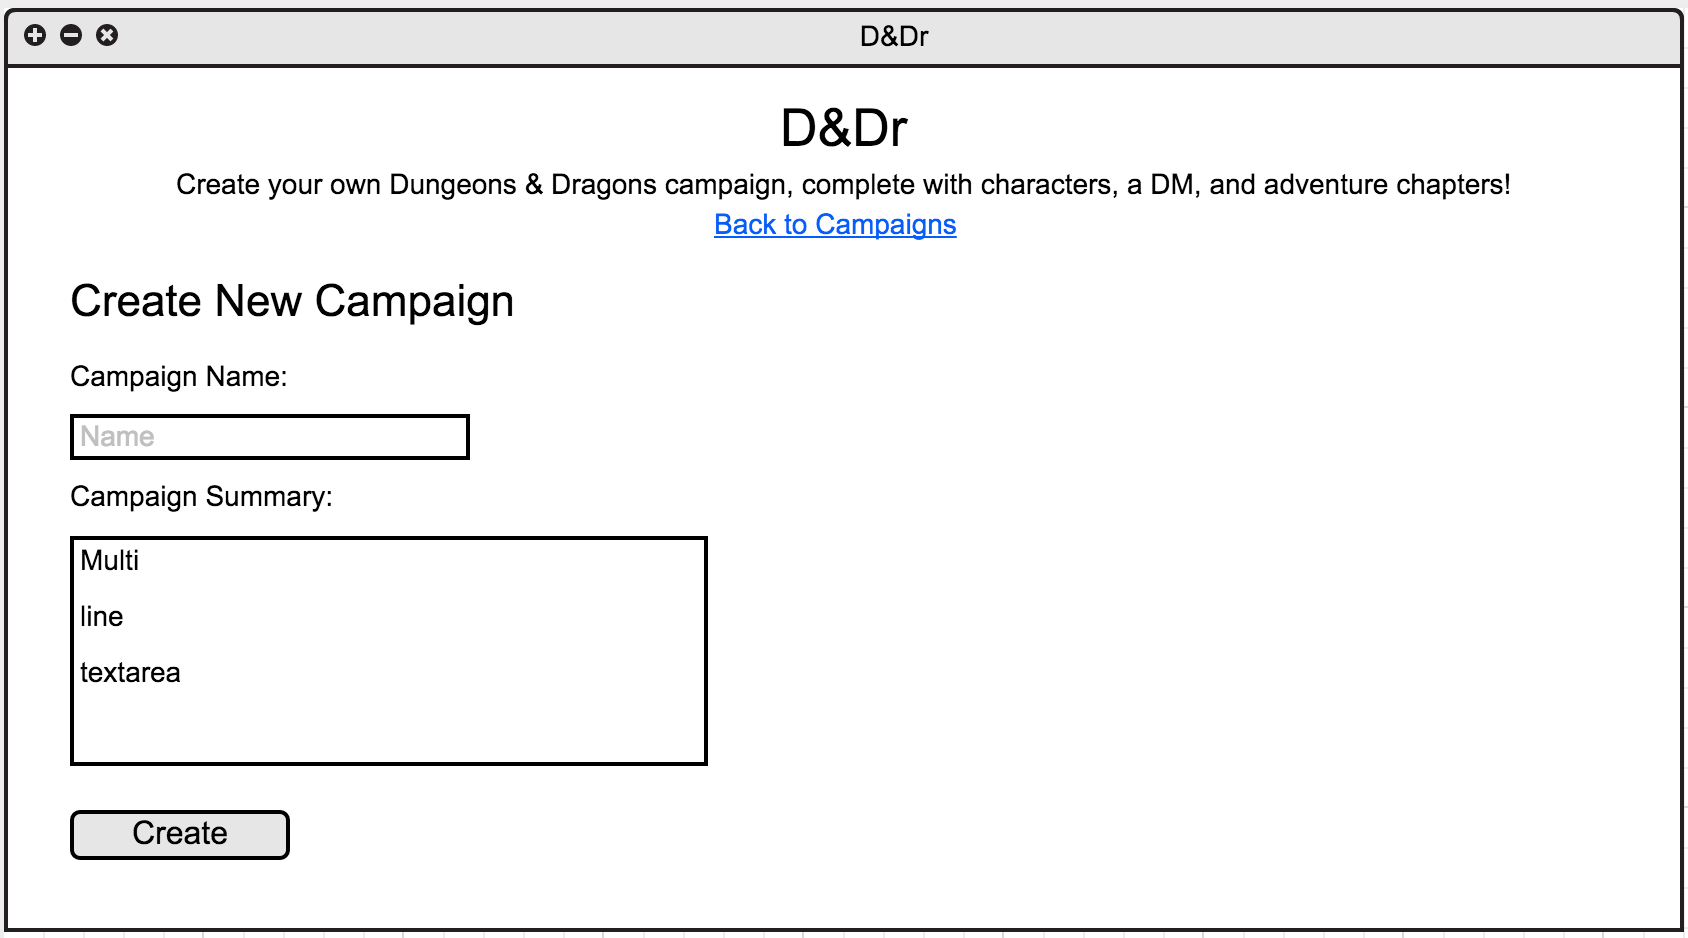 D&Dr
D&Dr
Create your own Dungeons & Dragons campaign, complete with characters, a DM, and adventure chapters!
Back to Campaigns
Create New Campaign
Campaign Name:
Name
Campaign Summary:
Multi
line
textarea
Create